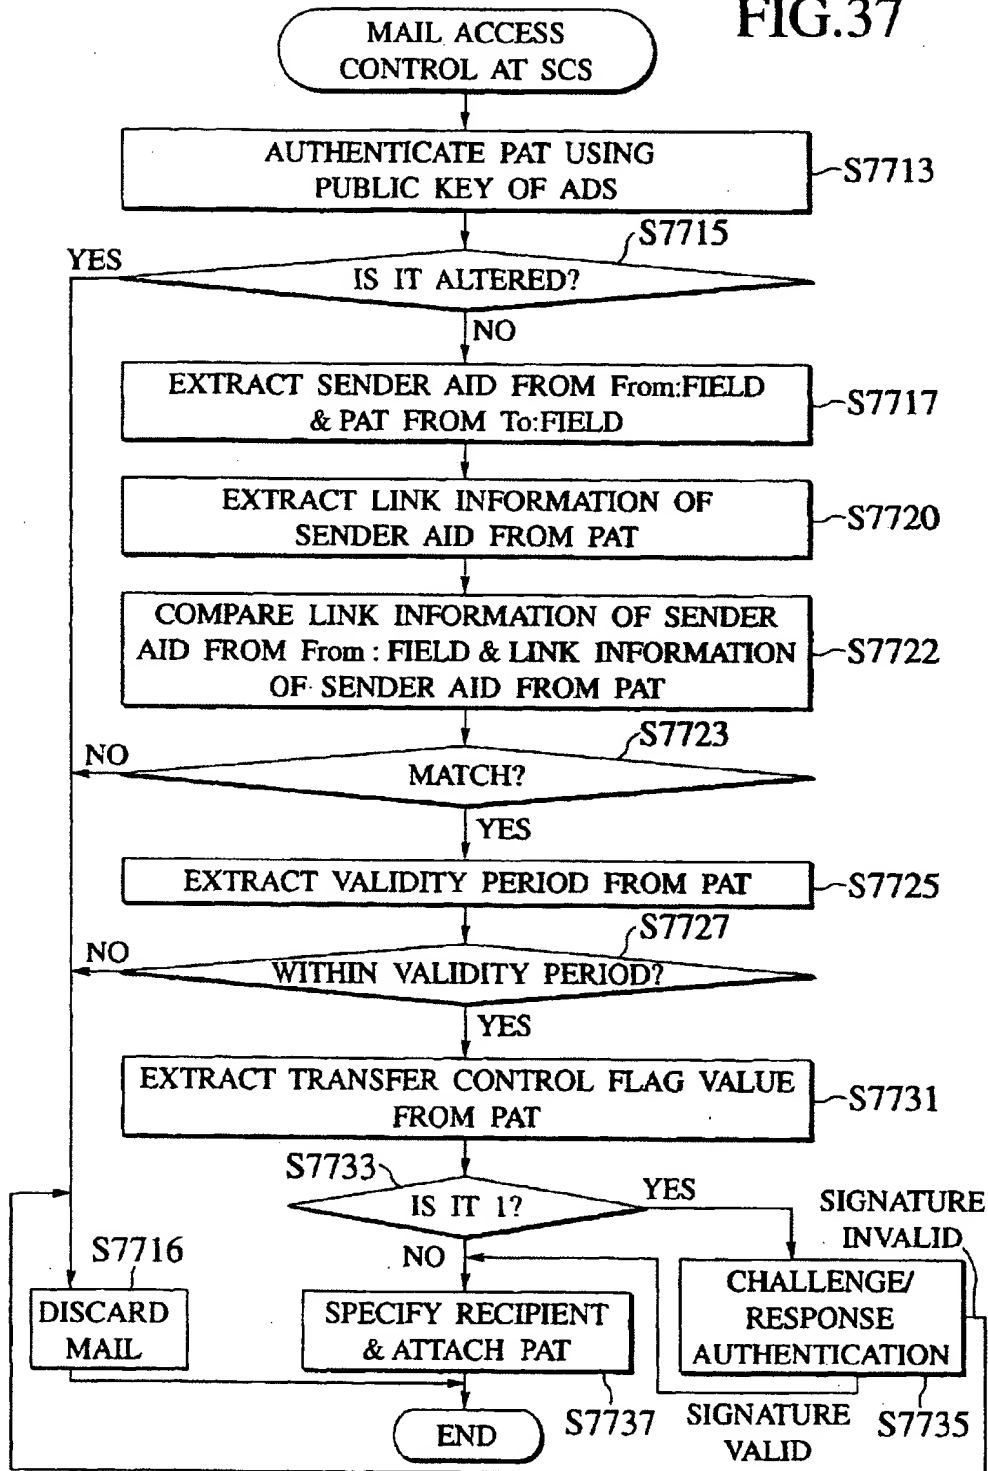 FIG.37
MAIL ACCESS
CONTROL AT SCS
AUTHENTICATE PAT USING
PUBLIC KEY OF ADS
S7713
S7715
YES
IS IT ALTERED?
NO
EXTRACT SENDER AID FROM From:FIELD
& PAT FROM To:FIELD
S7717
EXTRACT LINK INFORMATION OF
SENDER AID FROM PAT
S7720
COMPARE LINK INFORMATION OF SENDER
AID FROM From : FIELD & LINK INFORMATION
OF SENDER AID FROM PAT
S7722
S7723
NO
MATCH?
YES
EXTRACT VALIDITY PERIOD FROM PAT
S7725
S7727
NO
WITHIN VALIDITY PERIOD?
YES
EXTRACT TRANSFER CONTROL FLAG VALUE
FROM PAT
S7731
S7733
IS IT 1?
YES
NO
SIGNATURE
INVALID
S7716
DISCARD
MAIL
SPECIFY RECIPIENT
& ATTACH PAT
S7737
CHALLENGE/
RESPONSE
AUTHENTICATION
S7735
SIGNATURE
VALID
END